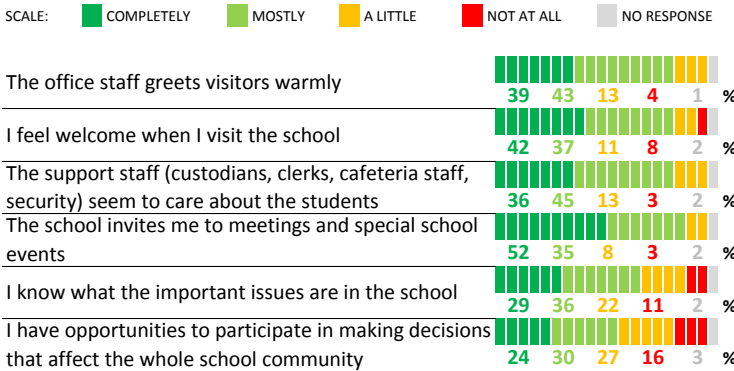 SCALE: COMPLETELY MOSTLY A LITTLE NOT AT ALL NO RESPONSE
The office staff greets visitors warmly
39 43 13 4 1 %
I feel welcome when I visit the school
42 37 11 8 2 %
The support staff (custodians, clerks, cafeteria staff,
security) seem to care about the students
36 45 13 3 2 %
The school invites me to meetings and special school
events
52 35 8 3 2 %
I know what the important issues are in the school
29 36 22 11 2 %
I have opportunities to participate in making decisions
that affect the whole school community
24 30 27 16 3 %